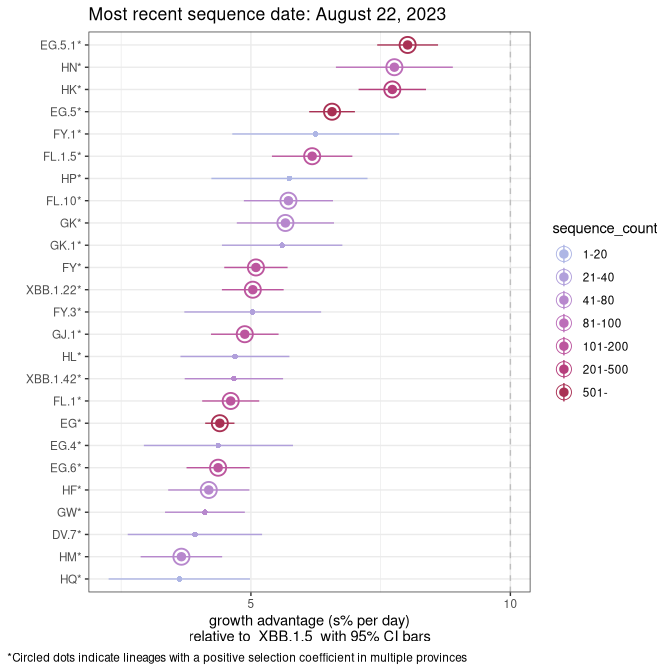 Most recent sequence date: August 22, 2023
EG.5.1*
HN*
HK*
EG.5*
FY.1*
FL.1.5*
HP*
FL.10*
GK*
GK.1*
FY*
XBB.1.22*
FY.3*
GJ.1*
HL*
XBB.1.42*
FL.1*
EG*
EG.4*
EG.6*
HF*
GW*
DV.7*
HM*
HQ*
5
10
growth advantage (s% per day)
relative to XBB.1.5 with 95% CI bars
sequence_count
1-20
21-40
41-80
81-100
101-200
201-500
501-
*Circled dots indicate lineages with a positive selection coefficient in multiple provinces